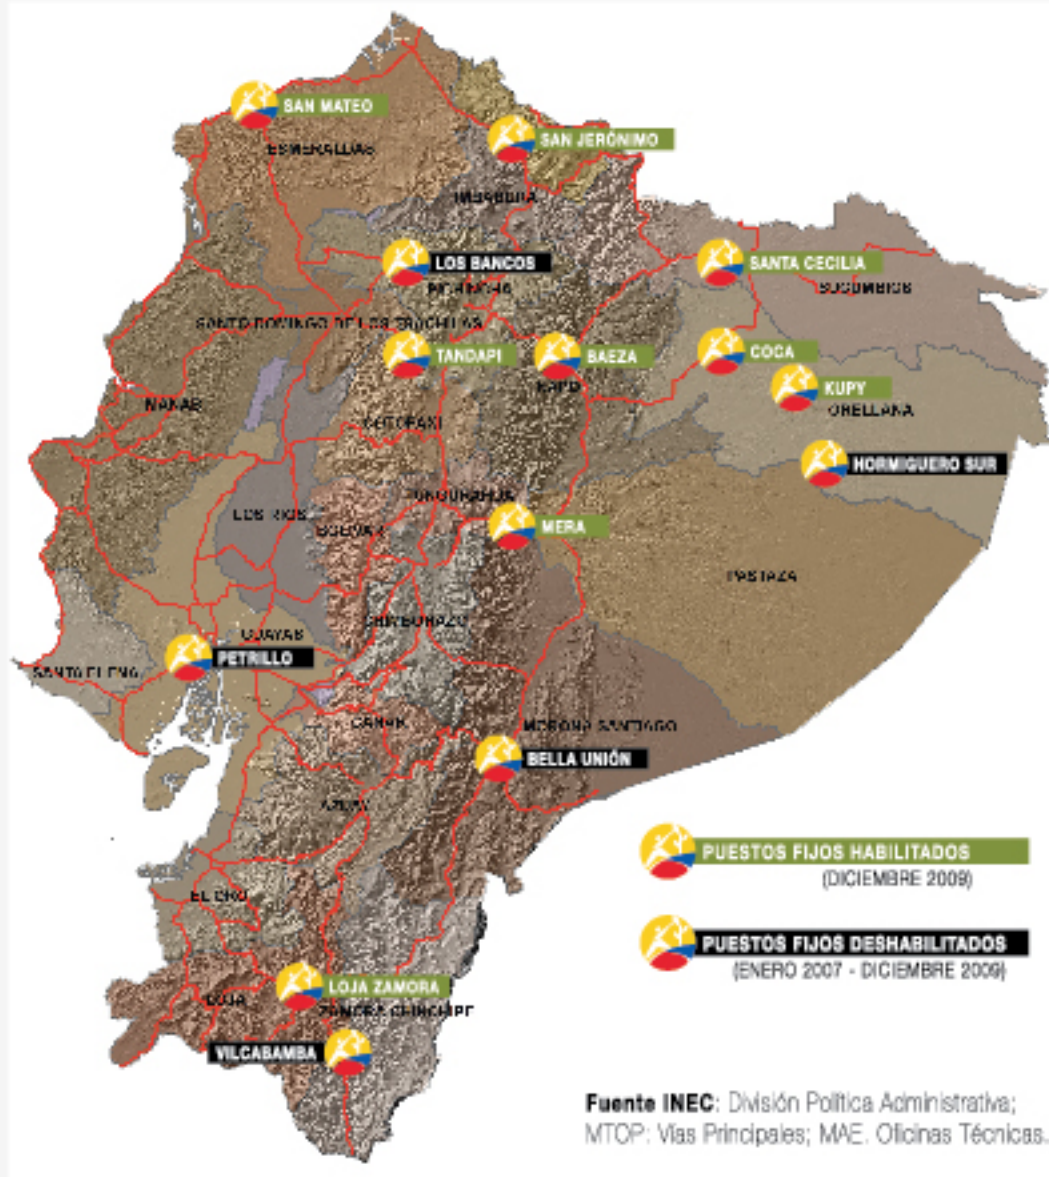 SAN MATEO
SAN JERÓNIMO
ESMERALDAS
IMBABURA
LOS BANCOS
SANTA CECILIA
PICHINCHA
SUCUMBIOS
SANTO DOMINGO DE LOS TSACHILAS
TANDAPI
BAEZA
COCA
NAPO
KUPY
MANABI
ORELLANA
COTOPAXI
HORMIGUERO SUR
TUNGURAHUA
LOS RIOS
BOLIVAR
MERA
PASTAZA
CHIMBORAZO
GUAYAS
PETRILLO
SANTA ELENA
CAÑAR
MORONA SANTIAGO
BELLA UNIÓN
AZUAY
PUESTOS FIJOS HABILITADOS
(DICIEMBRE 2009)
EL ORO
PUESTOS FIJOS DESHABILITADOS
(ENERO 2007 - DICIEMBRE 2009)
LOJA ZAMORA
LOJA
ZAMORA CHINCHIPE
VILCABAMBA
Fuente INEC: División Política Administrativa;
MTOP: Vías Principales; MAE. Oficinas Técnicas.